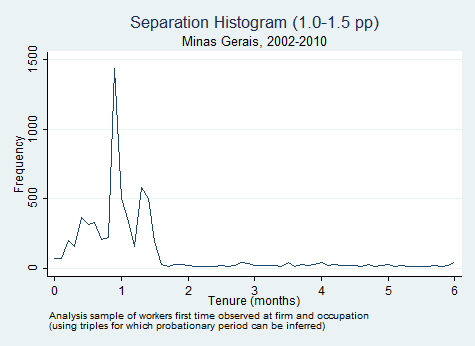 Separation Histogram (1.0-1.5 pp)
Minas Gerais, 2002-2010
Frequency
1500
1000
500
0
0 1 2 3 4 5 6
Tenure (months)
Analysis sample of workers first time observed at firm and occupation
(using triples for which probationary period can be inferred)